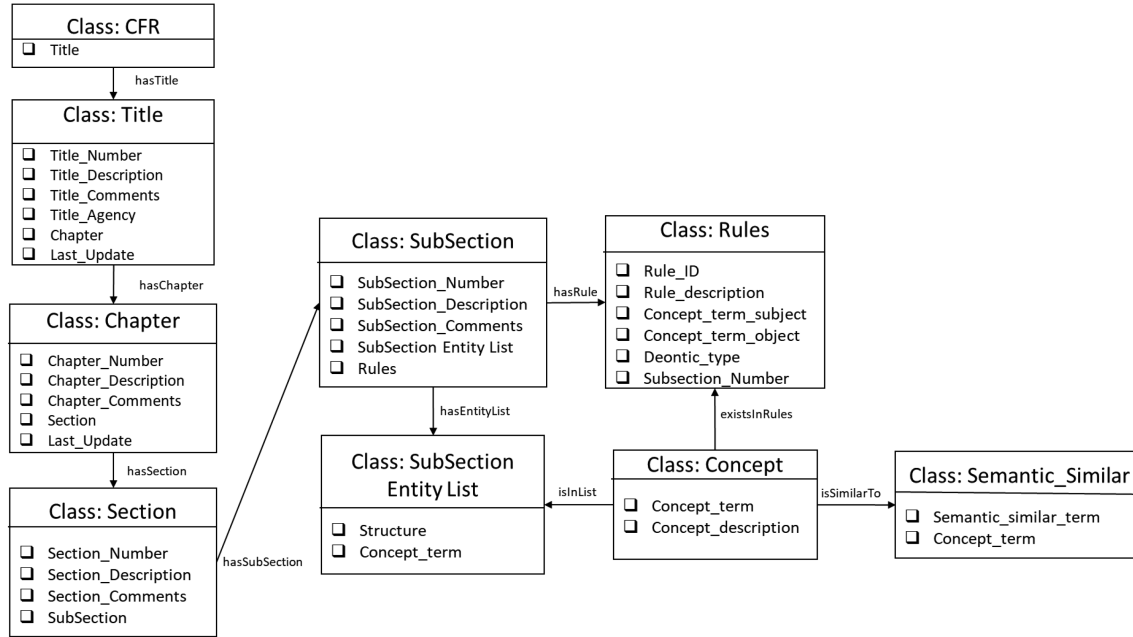 Class: CFR
Title
hasTitle
Class: Title
Title_Number
Title_Description
Title_Comments
Title_Agency
Chapter
Last_Update
hasChapter
Class: Chapter
Chapter_Number
Chapter_Description
Chapter_Comments
Section
Last_Update
hasSection
Class: Section
Section_Number
Section_Description
Section_Comments
SubSection
hasSubSection
Class: SubSection
SubSection_Number
SubSection_Description
SubSection_Comments
SubSection Entity List
Rules
hasRule
Class: Rules
Rule_ID
Rule_description
Concept_term_subject
Concept_term_object
Deontic_type
Subsection_Number
hasEntityList
existsInRules
Class: SubSection
Entity List
Structure
Concept_term
isInList
Class: Concept
Concept_term
Concept_description
isSimilarTo
Class: Semantic_Similar
Semantic_similar_term
Concept_term